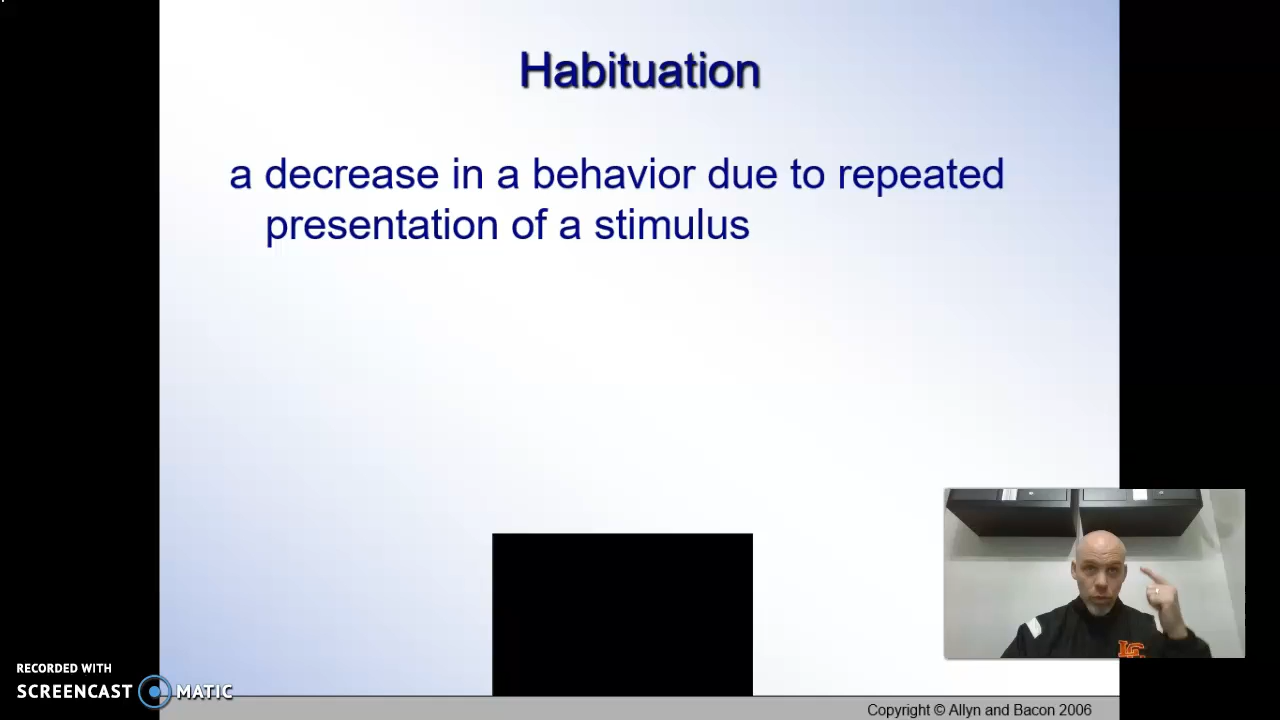 Habituation
a decrease in a behavior due to repeated
presentation of a stimulus
RECORDED WITH
SCREENCAST MATIC
Copyright © Allyn and Bacon 2006